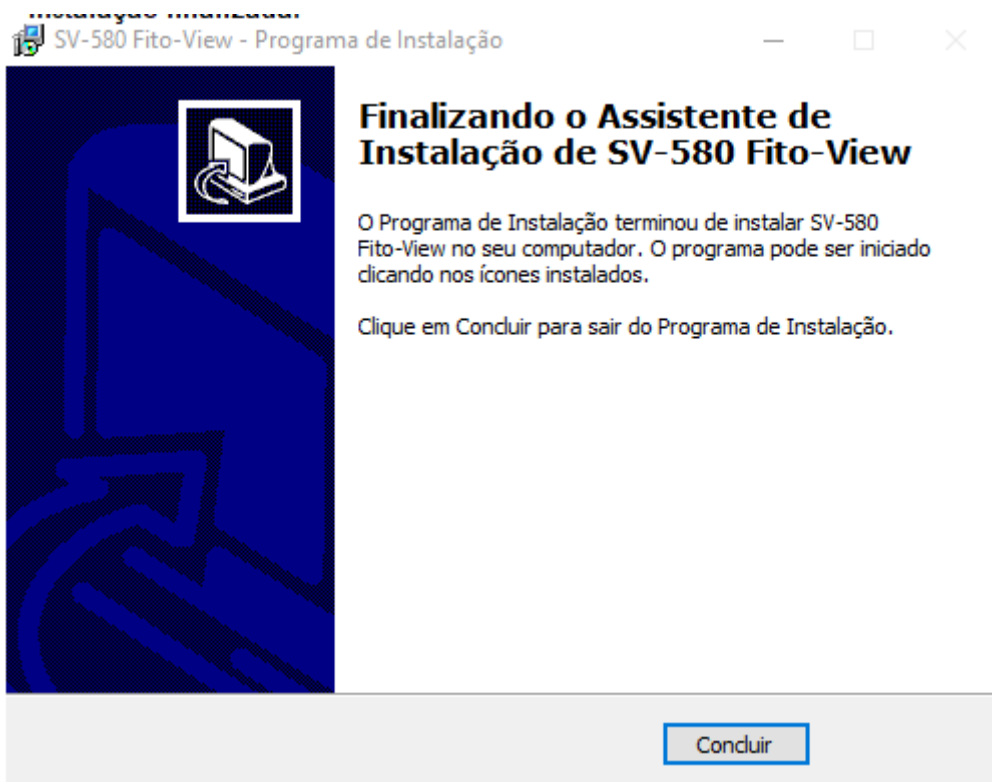 Instalação finalizada!
SV-580 Fito-View - Programa de Instalação
Finalizando o Assistente de
Instalação de SV-580 Fito-View
O Programa de Instalação terminou de instalar SV-580
Fito-View no seu computador. O programa pode ser iniciado
clicando nos ícones instalados.
Clique em Concluir para sair do Programa de Instalação.
Concluir